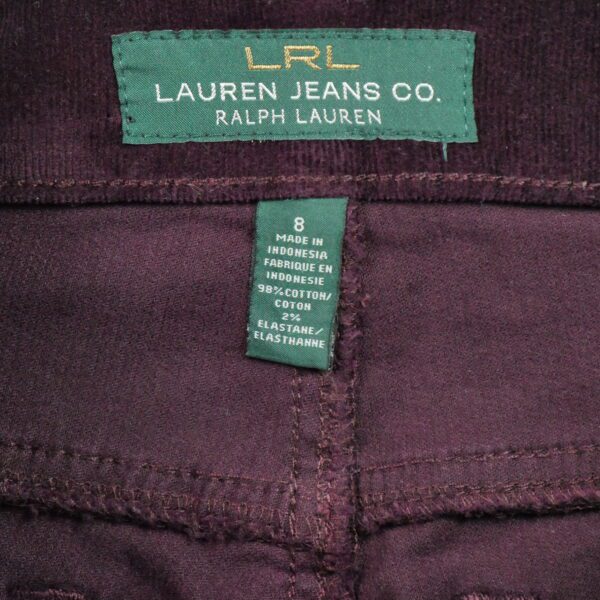 LRL
LAUREN JEANS CO.
RALPH LAUREN
8
MADE IN
INDONESIA
FABRIQUE EN
INDONESIE
98% COTTON/
COTON
2%
ELASTANE/
ELASTHANNE